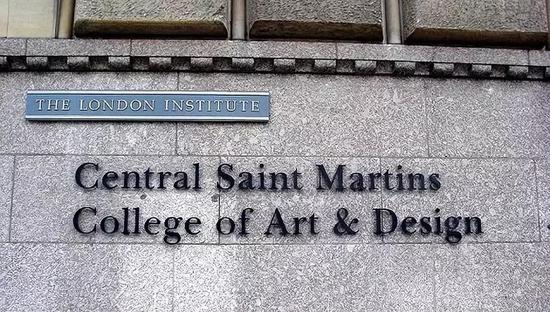 THE LONDON INSTITUTE
Central Saint Martins
College of Art & Design